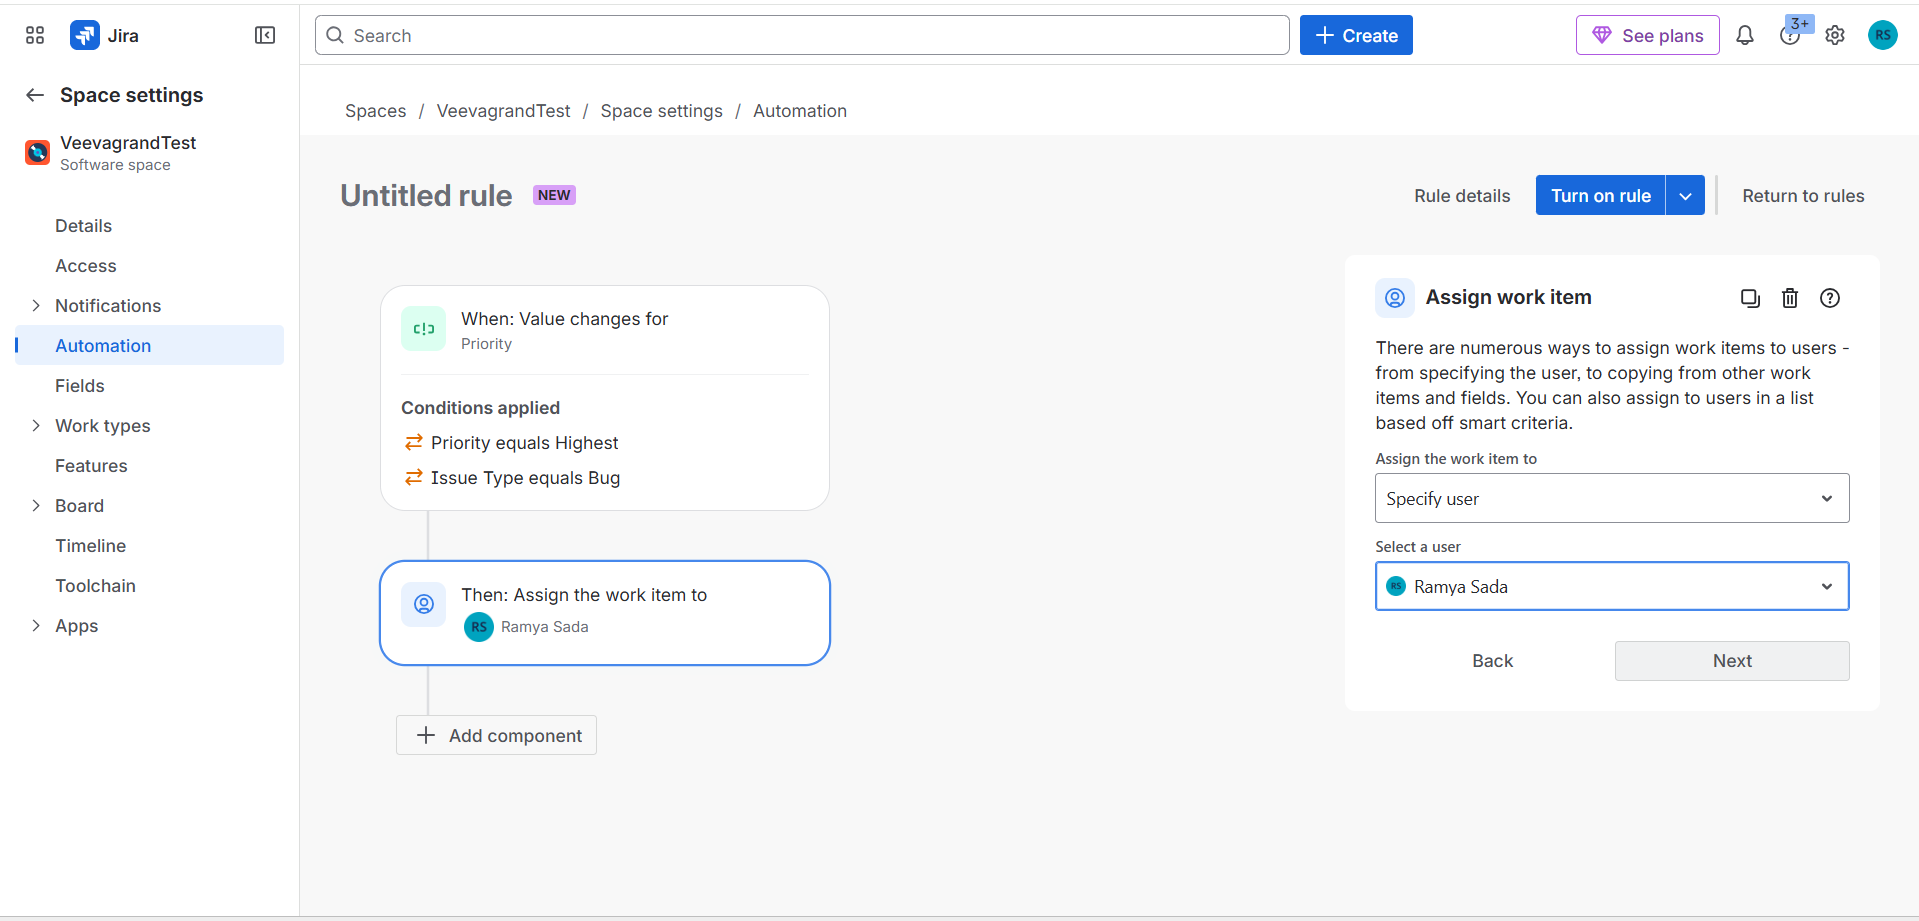 Jira
Search
Create
See plans
3+
RS
Space settings
VeevagrandTest
Software space
Details
Access
Notifications
Automation
Fields
Work types
Features
Board
Timeline
Toolchain
Apps
Spaces / VeevagrandTest / Space settings / Automation
Untitled rule NEW
Rule details
Turn on rule
Return to rules
When: Value changes for
Priority
Conditions applied
Priority equals Highest
Issue Type equals Bug
Then: Assign the work item to
RS Ramya Sada
Add component
Assign work item
There are numerous ways to assign work items to users -
from specifying the user, to copying from other work
items and fields. You can also assign to users in a list
based off smart criteria.
Assign the work item to
Specify user
Select a user
RS Ramya Sada
Back
Next